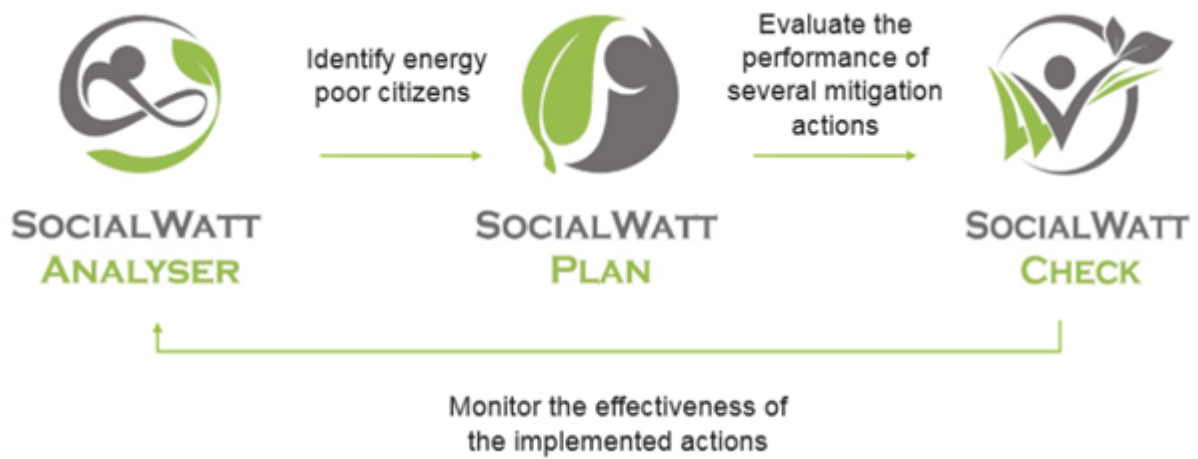 Identify energy
poor citizens
Evaluate the
performance of
several mitigation
actions
SOCIALWATT
ANALYSER
SOCIALWATT
PLAN
SOCIALWATT
CHECK
Monitor the effectiveness of
the implemented actions